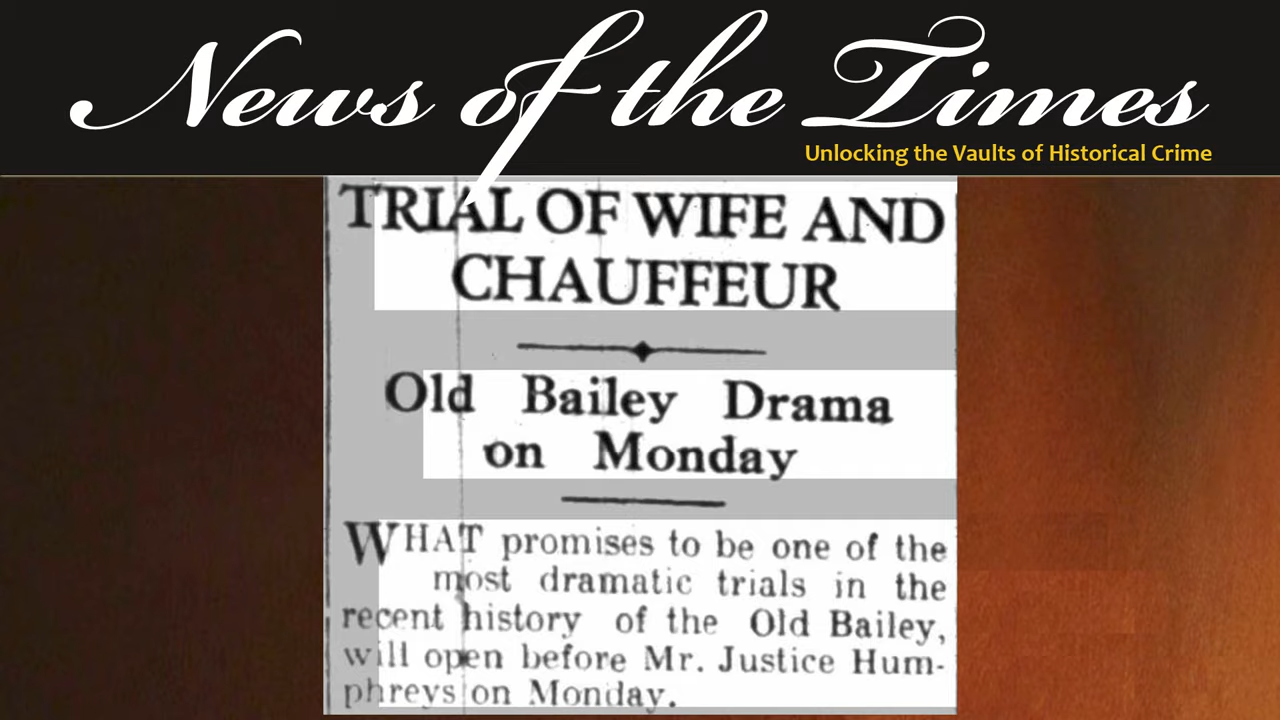 News of the Times
Unlocking the Vaults of Historical Crime
TRIAL OF WIFE AND
CHAUFFEUR
Old Bailey Drama
on Monday
WHAT promises to be one of the
most dramatic trials in the
recent history of the Old Bailey,
will open before Mr. Justice Hum-
phreys on Monday.